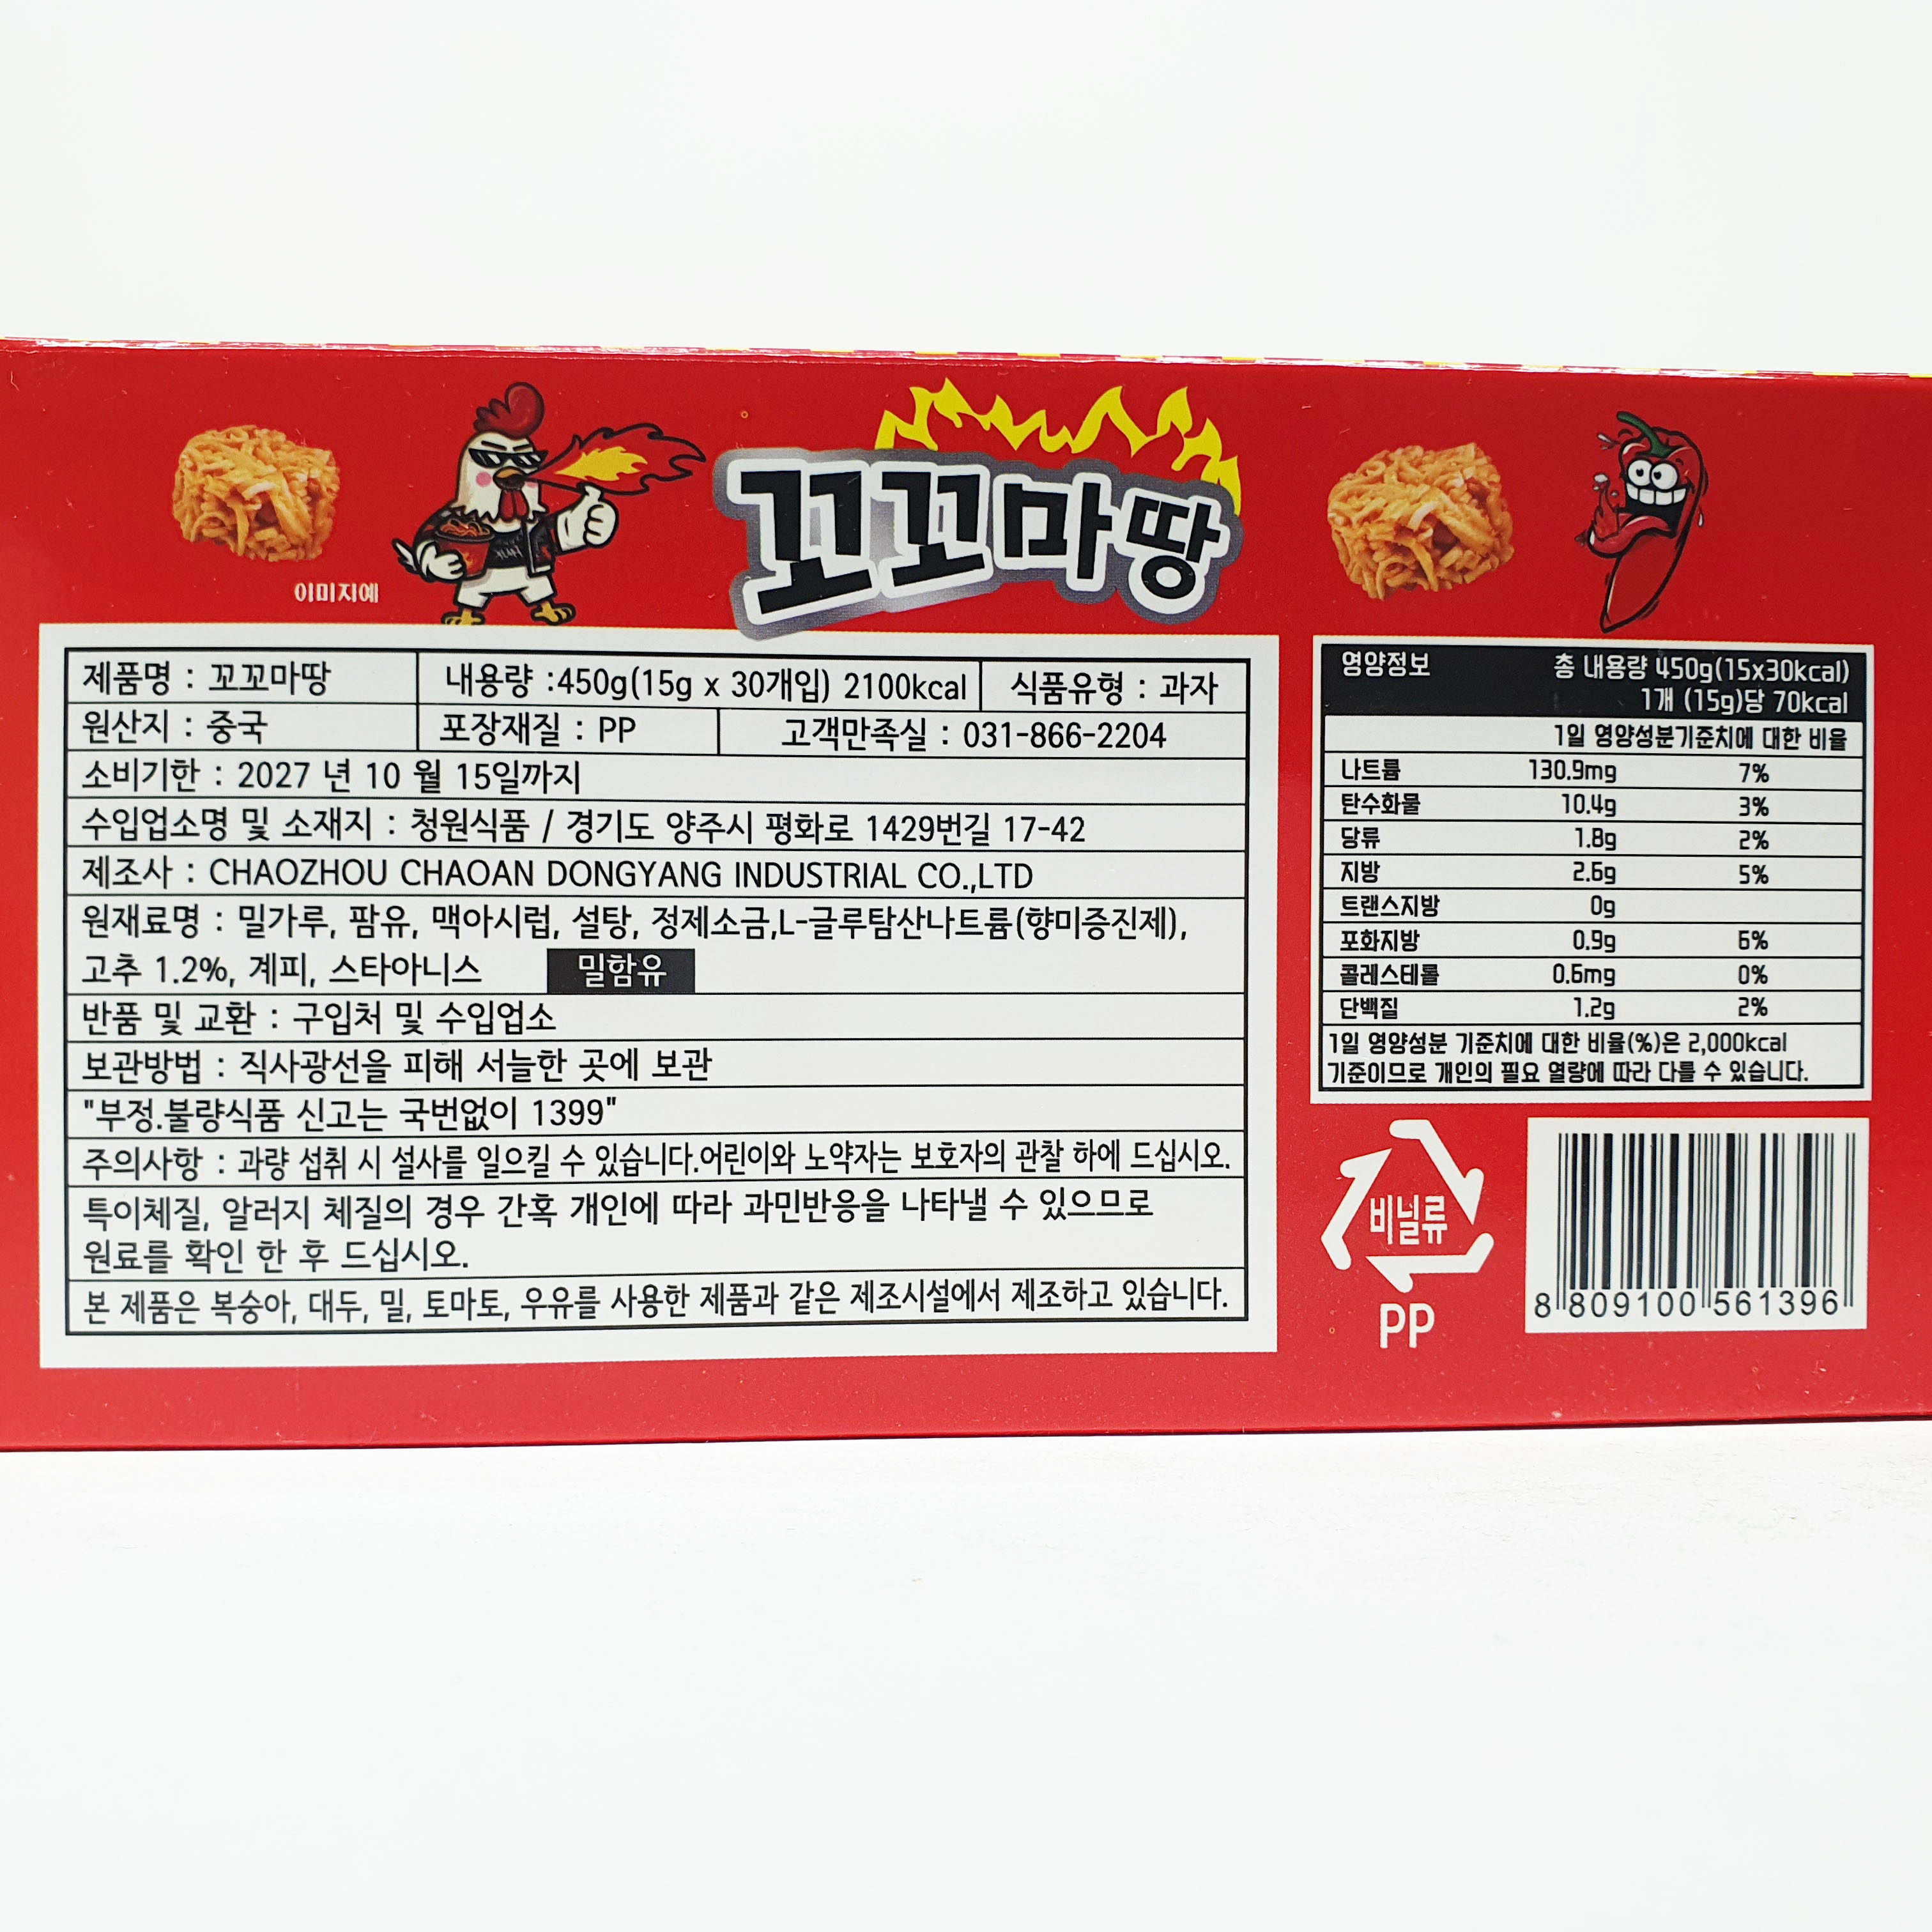 꼬꼬마땅
이미지예
제품명 : 꼬꼬마땅
내용량 :450g(15g x 30개입) 2100kcal
식품유형 : 과자
원산지 : 중국
포장재질 : PP
고객만족실 : 031-866-2204
소비기한 : 2027 년 10 월 15일까지
수입업소명 및 소재지 : 청원식품 / 경기도 양주시 평화로 1429번길 17-42
제조사 : CHAOZHOU CHAOAN DONGYANG INDUSTRIAL CO.,LTD
원재료명 : 밀가루, 팜유, 맥아시럽, 설탕, 정제소금,L-글루탐산나트륨(향미증진제),
고추 1.2%, 계피, 스타아니스 밀함유
반품 및 교환 : 구입처 및 수입업소
보관방법 : 직사광선을 피해 서늘한 곳에 보관
"부정.불량식품 신고는 국번없이 1399"
주의사항 : 과량 섭취 시 설사를 일으킬 수 있습니다.어린이와 노약자는 보호자의 관찰 하에 드십시오.
특이체질, 알러지 체질의 경우 간혹 개인에 따라 과민반응을 나타낼 수 있으므로
원료를 확인 한 후 드십시오.
본 제품은 복숭아, 대두, 밀, 토마토, 우유를 사용한 제품과 같은 제조시설에서 제조하고 있습니다.
영양정보 총 내용량 450g(15x30kcal)
1개 (15g)당 70kcal
1일 영양성분기준치에 대한 비율
나트륨 130.9mg 7%
탄수화물 10.4g 3%
당류 1.8g 2%
지방 2.6g 5%
트랜스지방 0g
포화지방 0.9g 6%
콜레스테롤 0.6mg 0%
단백질 1.2g 2%
1일 영양성분 기준치에 대한 비율(%)은 2,000kcal
기준이므로 개인의 필요 열량에 따라 다를 수 있습니다.
비닐류
PP
8 809100 561396